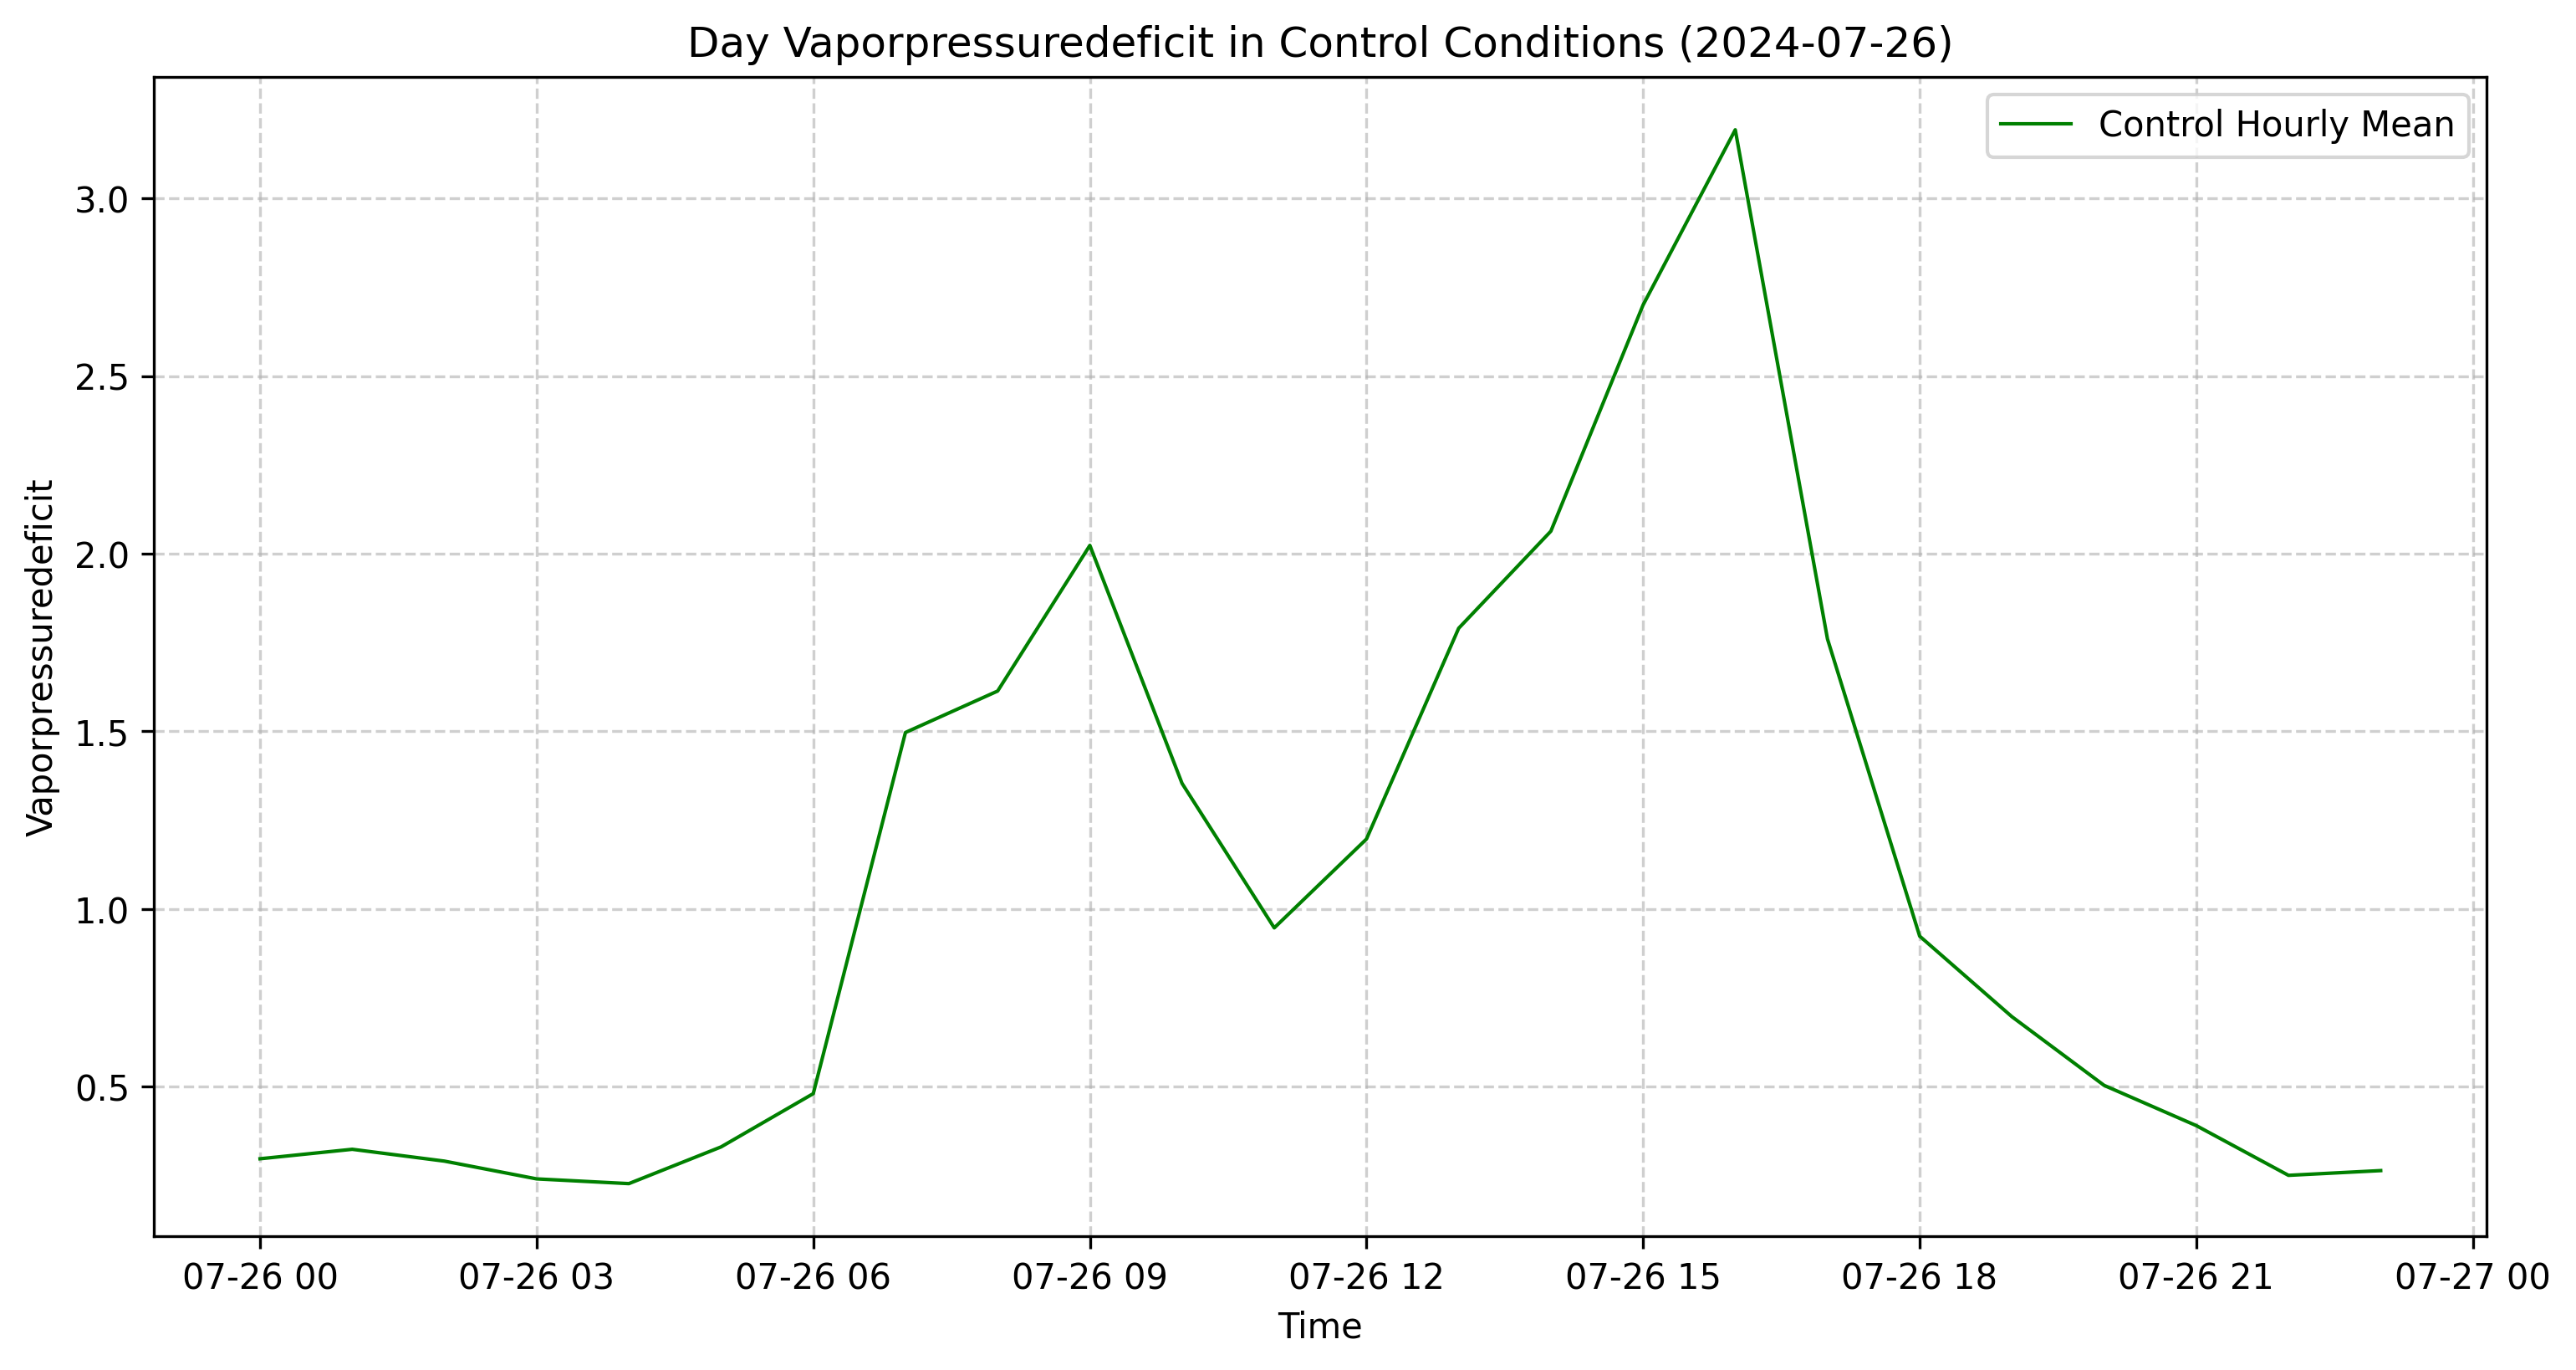 Day Vaporpressuredeficit in Control Conditions (2024-07-26)
Control Hourly Mean
Vaporpressuredeficit
3.0
2.5
2.0
1.5
1.0
0.5
07-26 00 07-26 03 07-26 06 07-26 09 07-26 12 07-26 15 07-26 18 07-26 21 07-27 00
Time